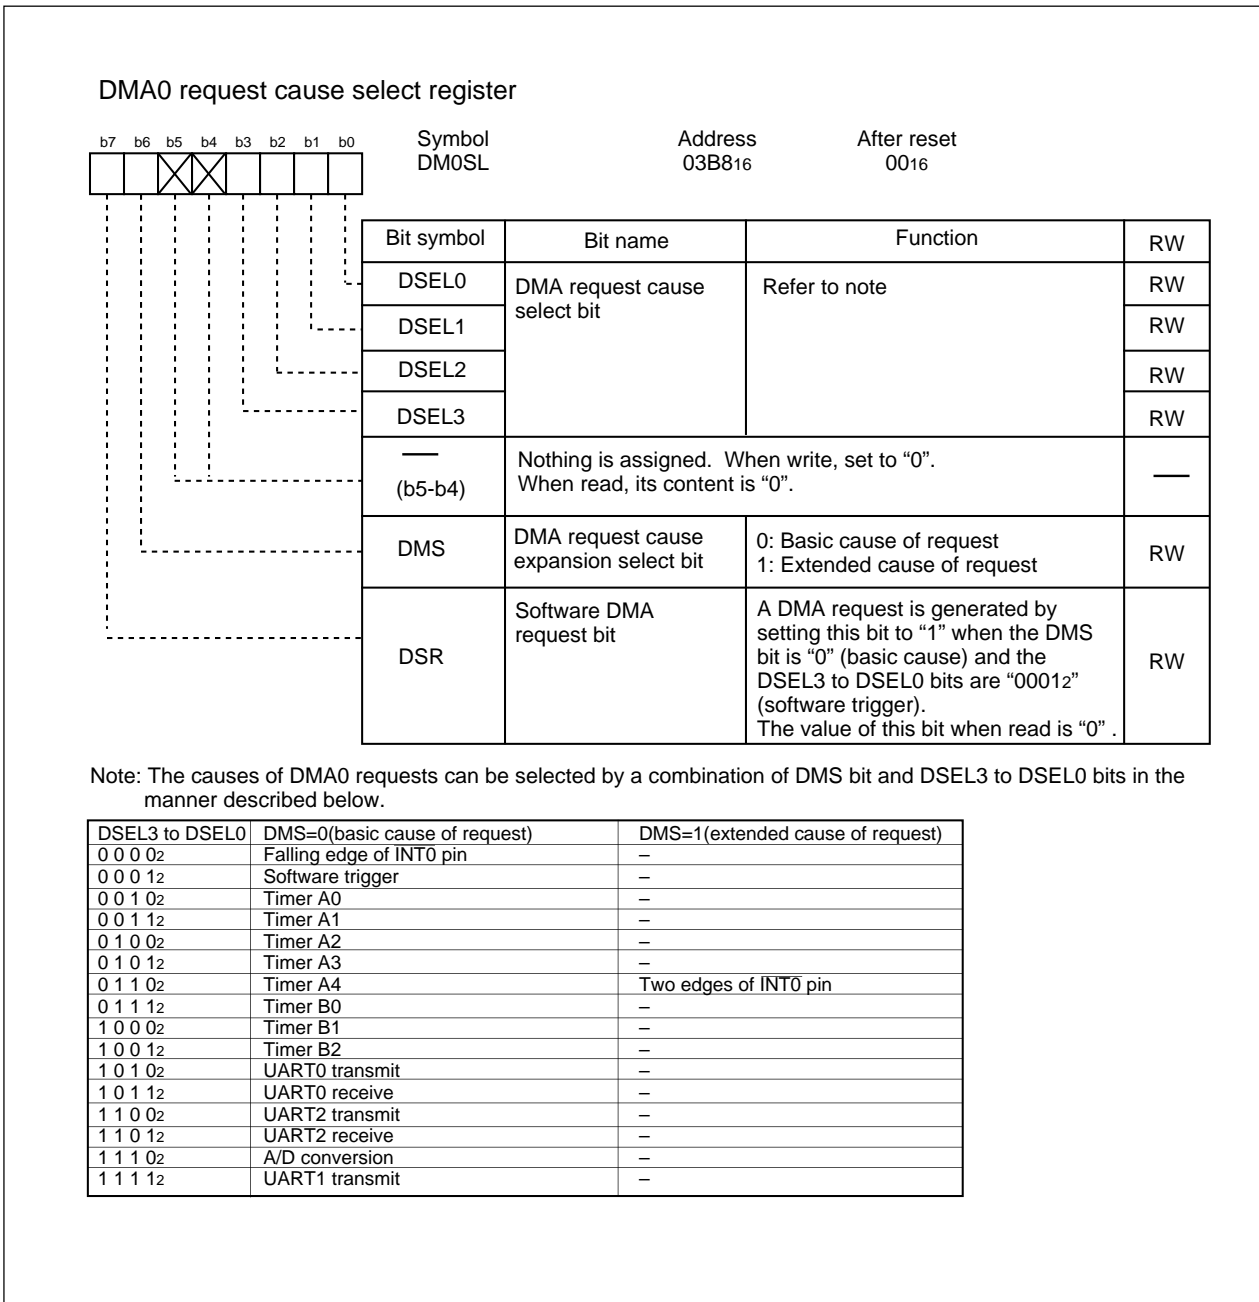 DMA0 request cause select register
b7 b6 b5 b4 b3 b2 b1 b0
Symbol Address After reset
DM0SL 03B816 0016
Bit symbol Bit name Function RW
DSEL0 DMA request cause select bit Refer to note RW
DSEL1 RW
DSEL2 RW
DSEL3 RW
— (b5-b4) Nothing is assigned. When write, set to “0”. —
When read, its content is “0”.
DMS DMA request cause expansion select bit 0: Basic cause of request RW
1: Extended cause of request
DSR Software DMA request bit A DMA request is generated by RW
setting this bit to “1” when the DMS
bit is “0” (basic cause) and the
DSEL3 to DSEL0 bits are “00012”
(software trigger).
The value of this bit when read is “0” .
Note: The causes of DMA0 requests can be selected by a combination of DMS bit and DSEL3 to DSEL0 bits in the
manner described below.
DSEL3 to DSEL0 DMS=0(basic cause of request) DMS=1(extended cause of request)
0 0 0 02 Falling edge of INT0 pin –
0 0 0 12 Software trigger –
0 0 1 02 Timer A0 –
0 0 1 12 Timer A1 –
0 1 0 02 Timer A2 –
0 1 0 12 Timer A3 –
0 1 1 02 Timer A4 Two edges of INT0 pin
0 1 1 12 Timer B0 –
1 0 0 02 Timer B1 –
1 0 0 12 Timer B2 –
1 0 1 02 UART0 transmit –
1 0 1 12 UART0 receive –
1 1 0 02 UART2 transmit –
1 1 0 12 UART2 receive –
1 1 1 02 A/D conversion –
1 1 1 12 UART1 transmit –